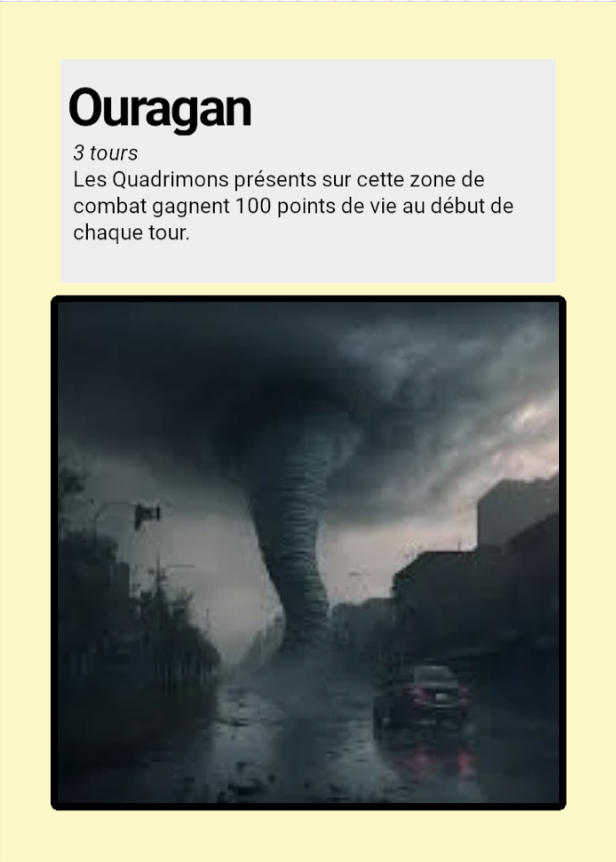 Ouragan
3 tours
Les Quadrimons présents sur cette zone de
combat gagnent 100 points de vie au début de
chaque tour.